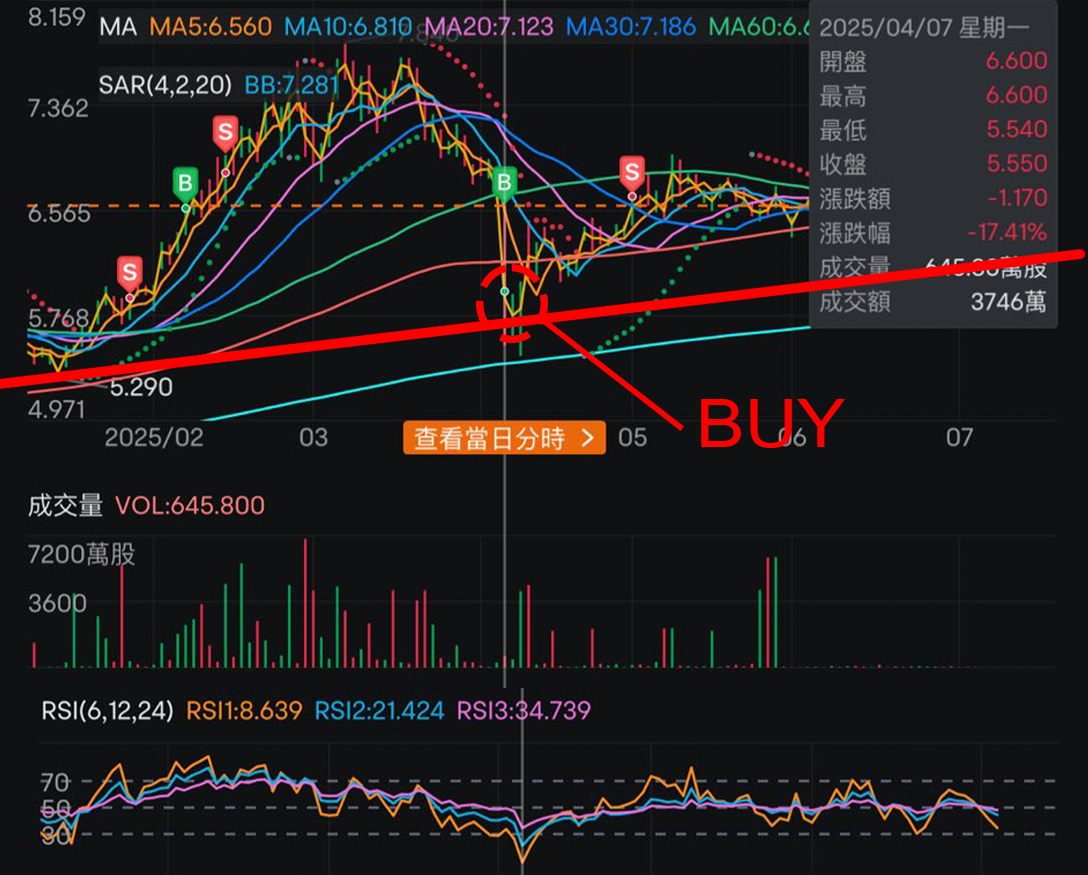 8.159
MA MA5:6.560 MA10:6.810 MA20:7.123 MA30:7.186 MA60:6.6
7.840
SAR(4,2,20) BB:7.281
7.362
6.565
5.768
4.971
S
B
S
B
S
5.290
2025/04/07 星期一
開盤 6.600
最高 6.600
最低 5.540
收盤 5.550
漲跌額 -1.170
漲跌幅 -17.41%
成交量 645.80萬股
成交額 3746萬
BUY
2025/02 03 查看當日分時 > 05 06 07
成交量 VOL:645.800
7200萬股
3600
RSI(6,12,24) RSI1:8.639 RSI2:21.424 RSI3:34.739
70
50
30